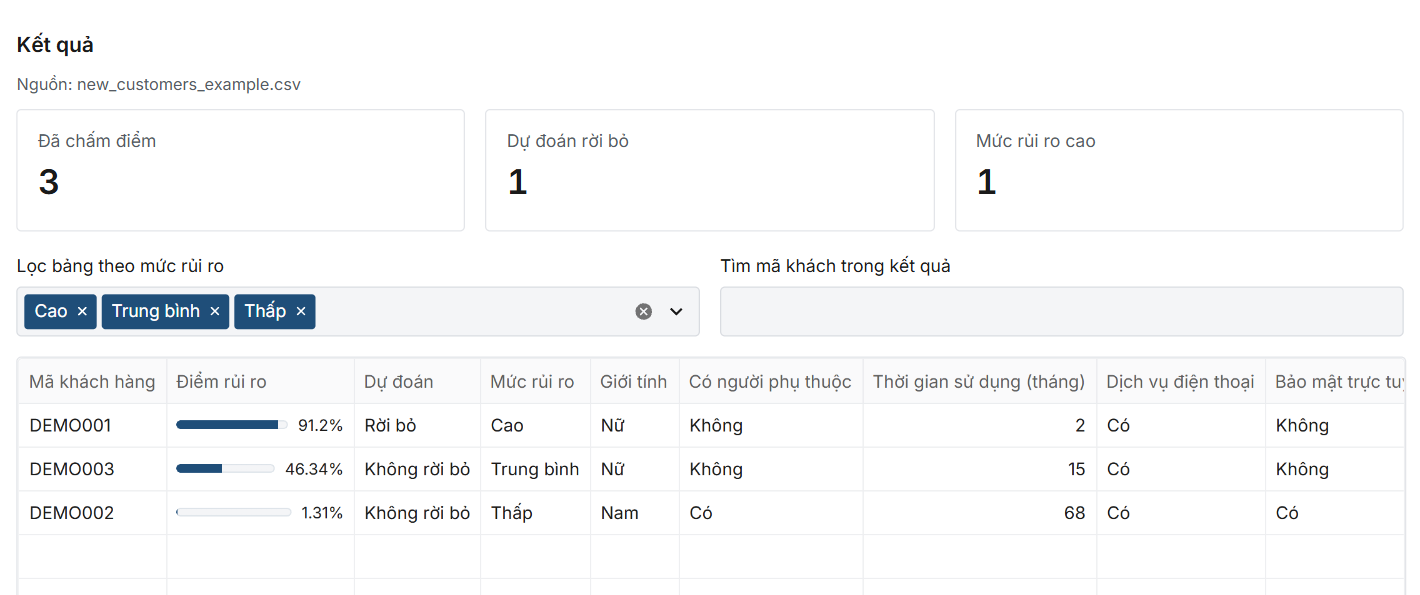 Kết quả
Nguồn: new_customers_example.csv
Đã chấm điểm
3
Dự đoán rời bỏ
1
Mức rủi ro cao
1
Lọc bảng theo mức rủi ro
Cao × Trung bình × Thấp ×
Tìm mã khách trong kết quả
Mã khách hàng Điểm rủi ro Dự đoán Mức rủi ro Giới tính Có người phụ thuộc Thời gian sử dụng (tháng) Dịch vụ điện thoại Bảo mật trực
DEMO001 91.2% Rời bỏ Cao Nữ Không 2 Có Không
DEMO003 46.34% Không rời bỏ Trung bình Nữ Không 15 Có Không
DEMO002 1.31% Không rời bỏ Thấp Nam Có 68 Có Có